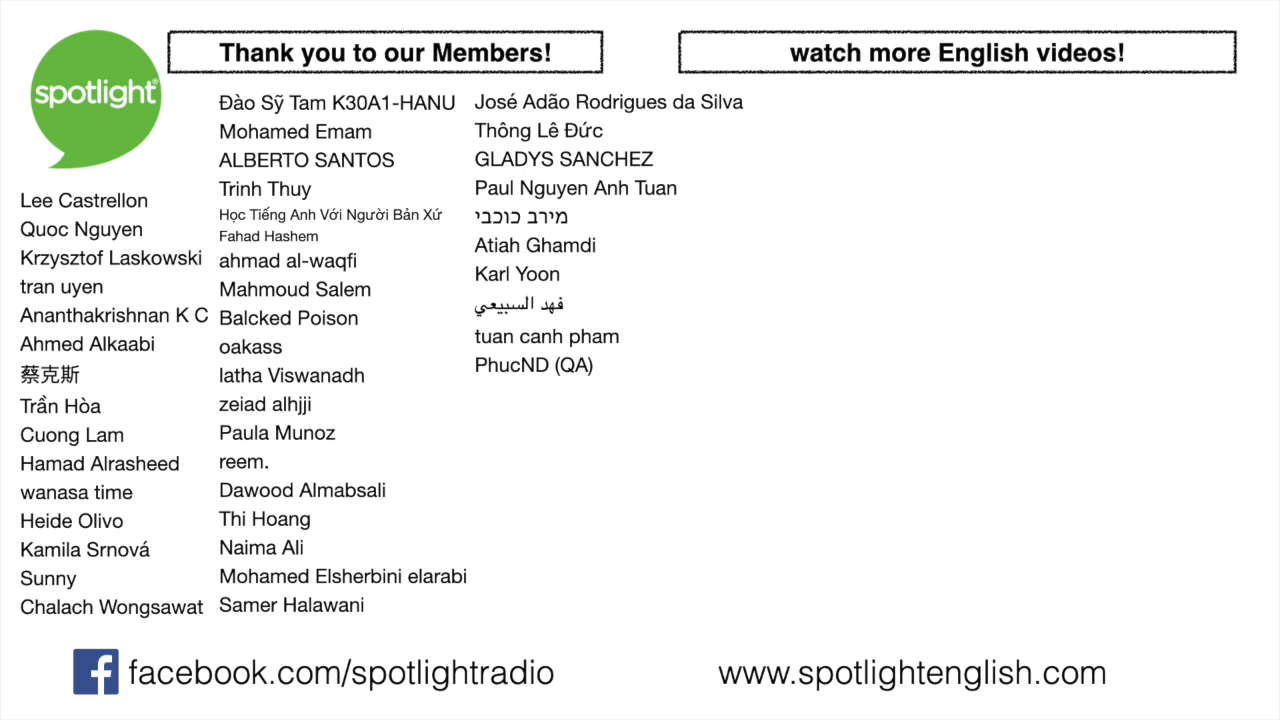 spotlight®
Thank you to our Members!
watch more English videos!
Lee Castrellon
Quoc Nguyen
Krzysztof Laskowski
tran uyen
Ananthakrishnan K C
Ahmed Alkaabi
蔡克斯
Trần Hòa
Cuong Lam
Hamad Alrasheed
wanasa time
Heide Olivo
Kamila Srnová
Sunny
Chalach Wongsawat
Đào Sỹ Tam K30A1-HANU
Mohamed Emam
ALBERTO SANTOS
Trinh Thuy
Học Tiếng Anh Với Người Bản Xứ
Fahad Hashem
ahmad al-waqfi
Mahmoud Salem
Balcked Poison
oakass
latha Viswanadh
zeiad alhjji
Paula Munoz
reem.
Dawood Almabsali
Thi Hoang
Naima Ali
Mohamed Elsherbini elarabi
Samer Halawani
José Adão Rodrigues da Silva
Thông Lê Đức
GLADYS SANCHEZ
Paul Nguyen Anh Tuan
מירב כוכבי
Atiah Ghamdi
Karl Yoon
فهد السبيعي
tuan canh pham
PhucND (QA)
facebook.com/spotlightradio
www.spotlightenglish.com